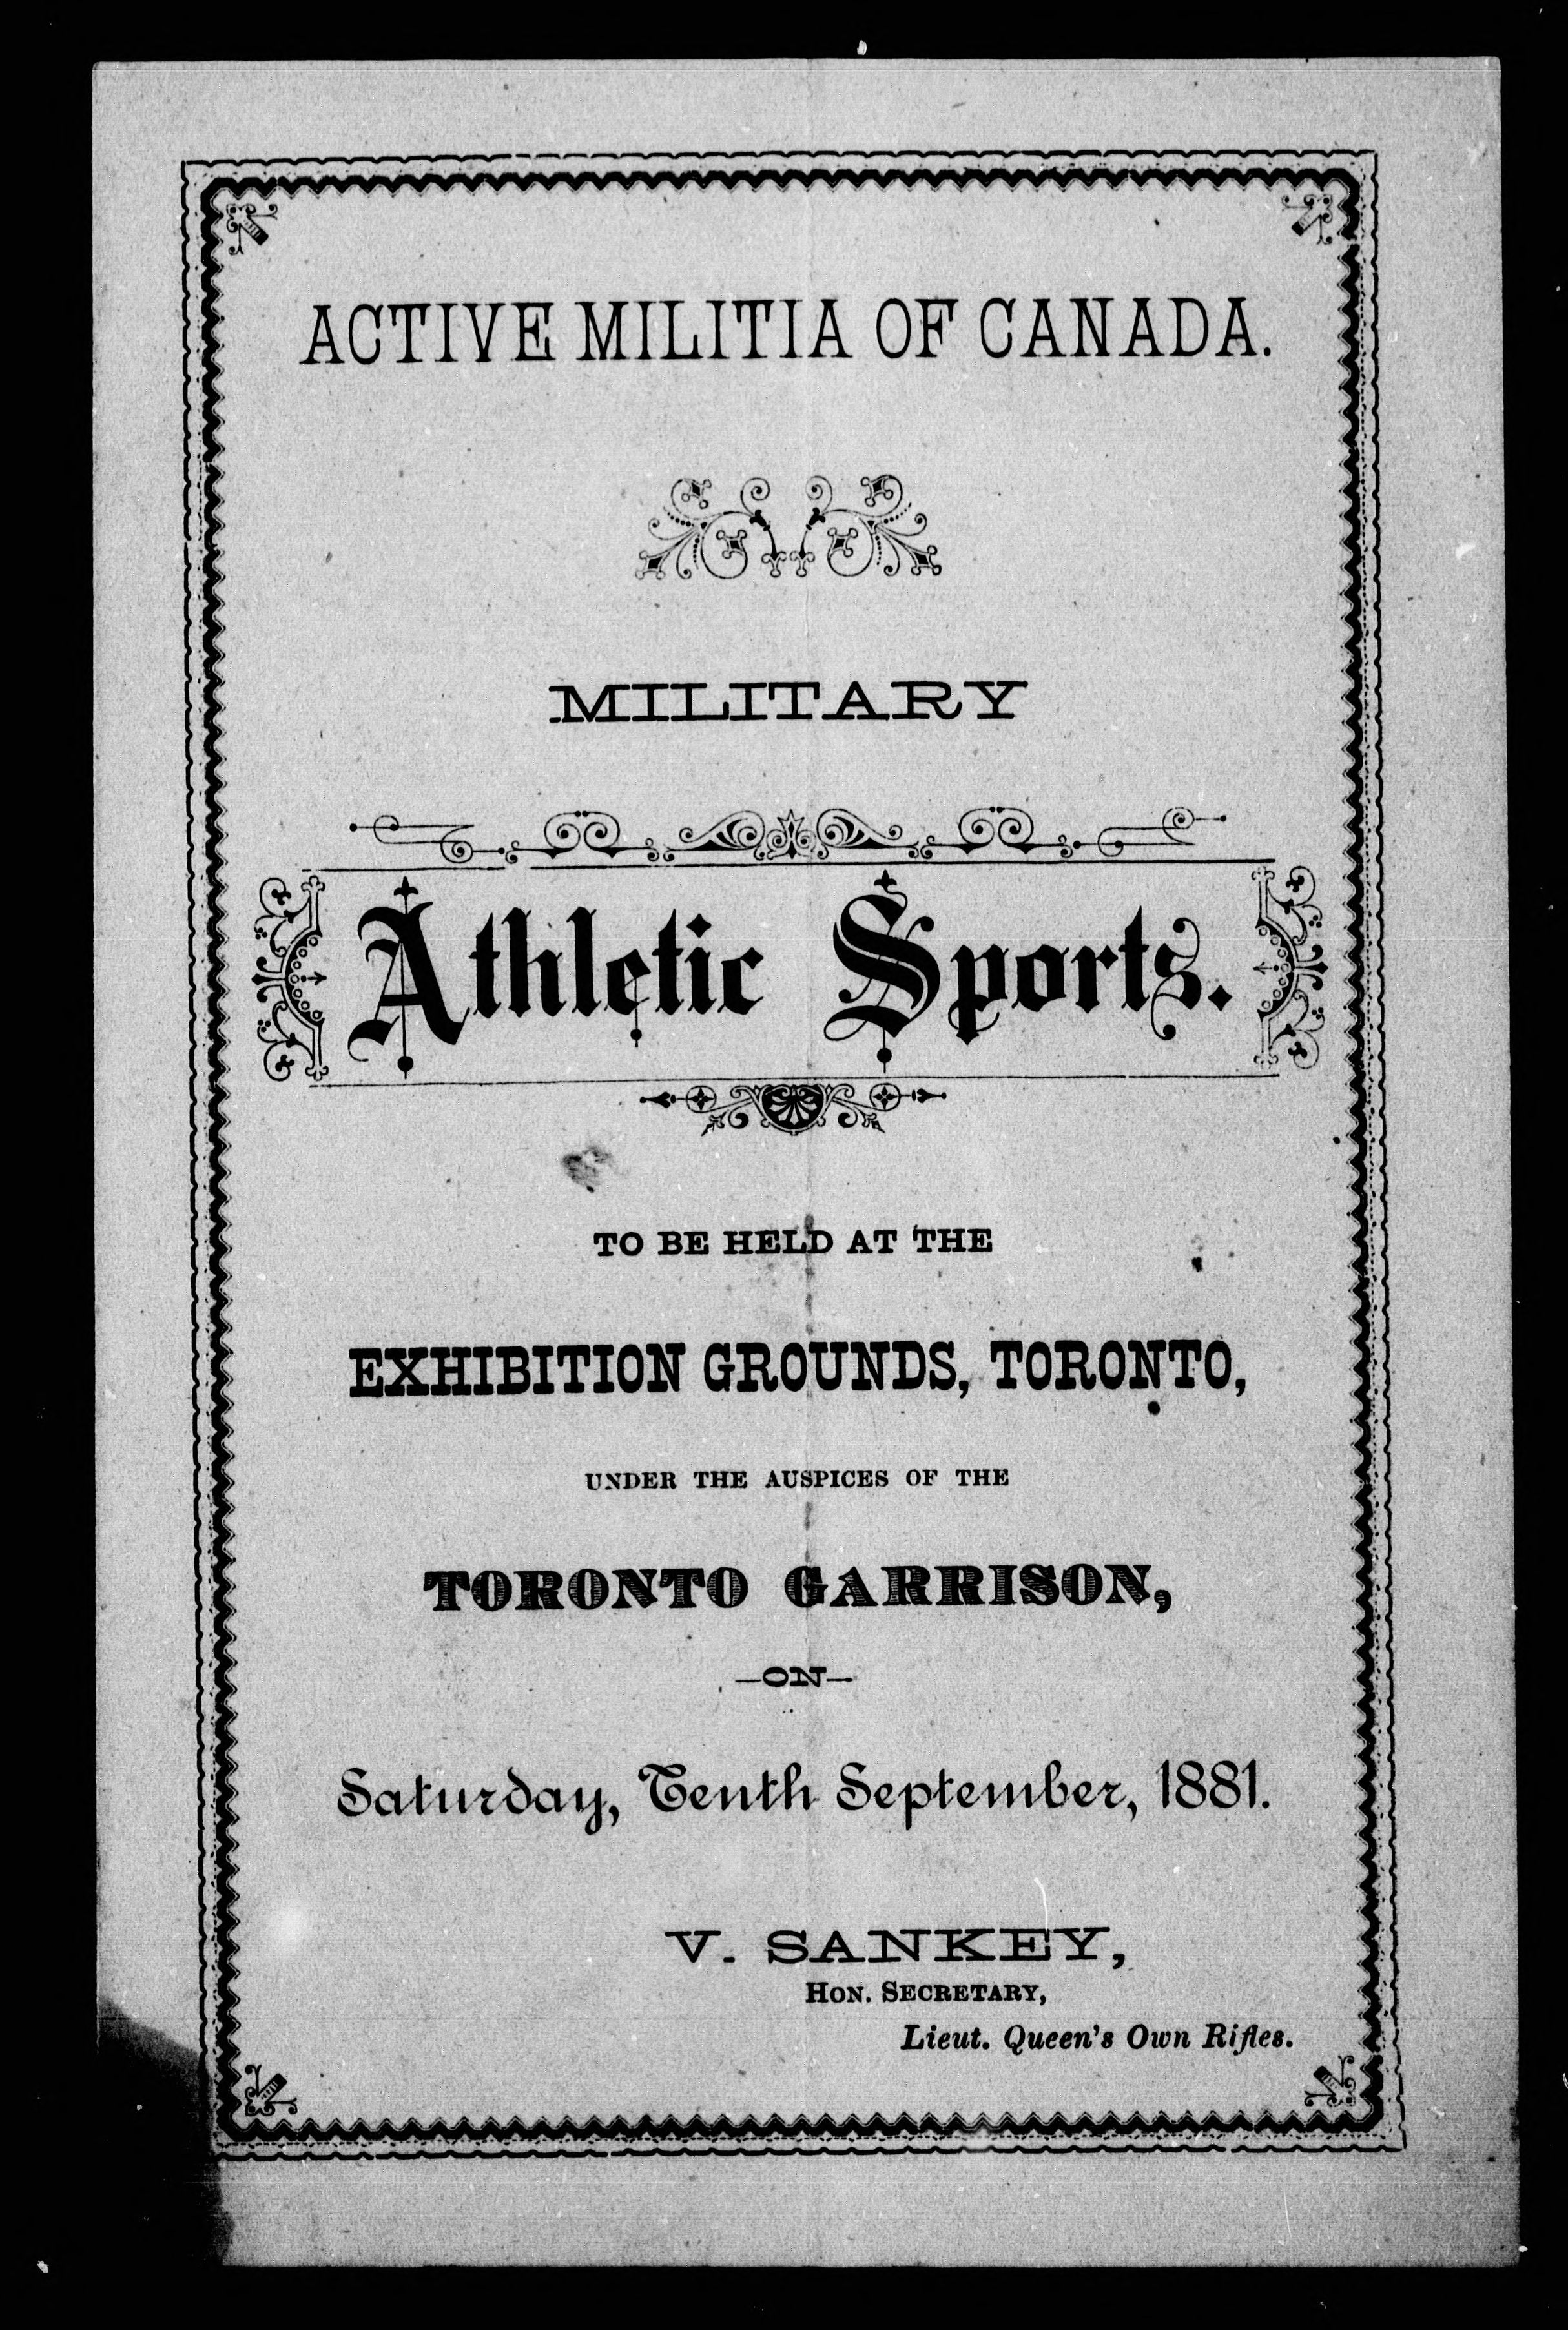 ACTIVE MILITIA OF CANADA.
MILITARY
Athletic Sports.
TO BE HELD AT THE
EXHIBITION GROUNDS, TORONTO,
UNDER THE AUSPICES OF THE
TORONTO GARRISON,
—ON—
Saturday, Tenth September, 1881.
V. SANKEY,
HON. SECRETARY,
Lieut. Queen's Own Rifles.